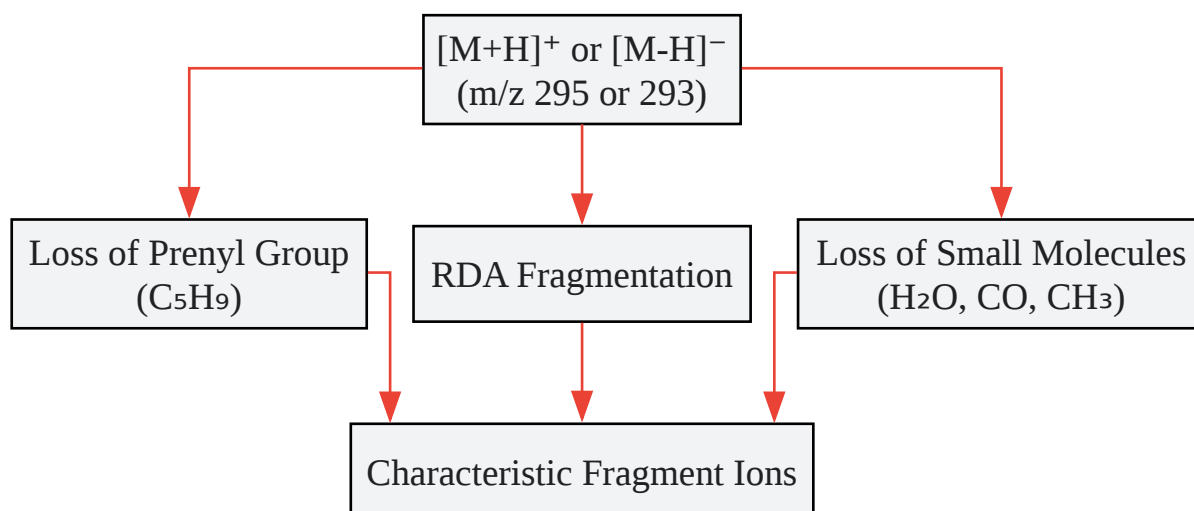 [M+H]⁺ or [M-H]⁻
(m/z 295 or 293)
Loss of Prenyl Group
(C₅H₉)
RDA Fragmentation
Loss of Small Molecules
(H₂O, CO, CH₃)
Characteristic Fragment Ions